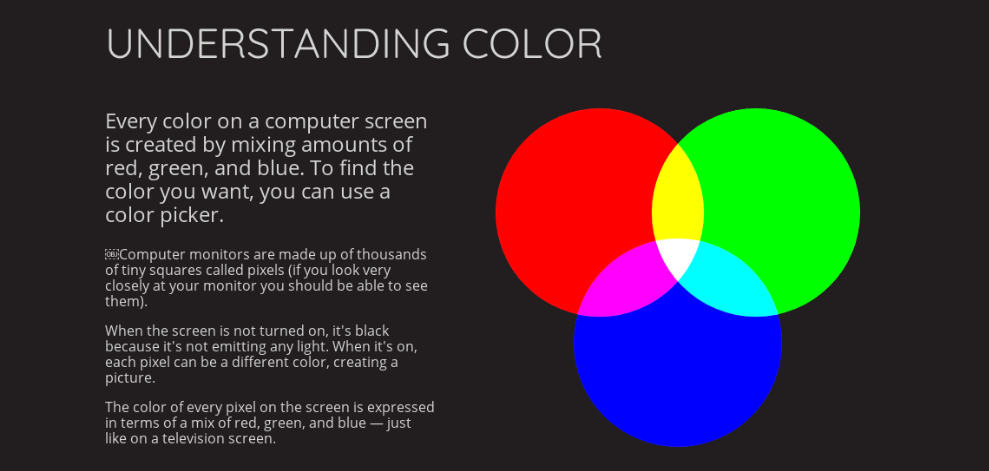 UNDERSTANDING COLOR
Every color on a computer screen
is created by mixing amounts of
red, green, and blue. To find the
color you want, you can use a
color picker.
￼Computer monitors are made up of thousands
of tiny squares called pixels (if you look very
closely at your monitor you should be able to see
them).
When the screen is not turned on, it's black
because it's not emitting any light. When it's on,
each pixel can be a different color, creating a
picture.
The color of every pixel on the screen is expressed
in terms of a mix of red, green, and blue — just
like on a television screen.